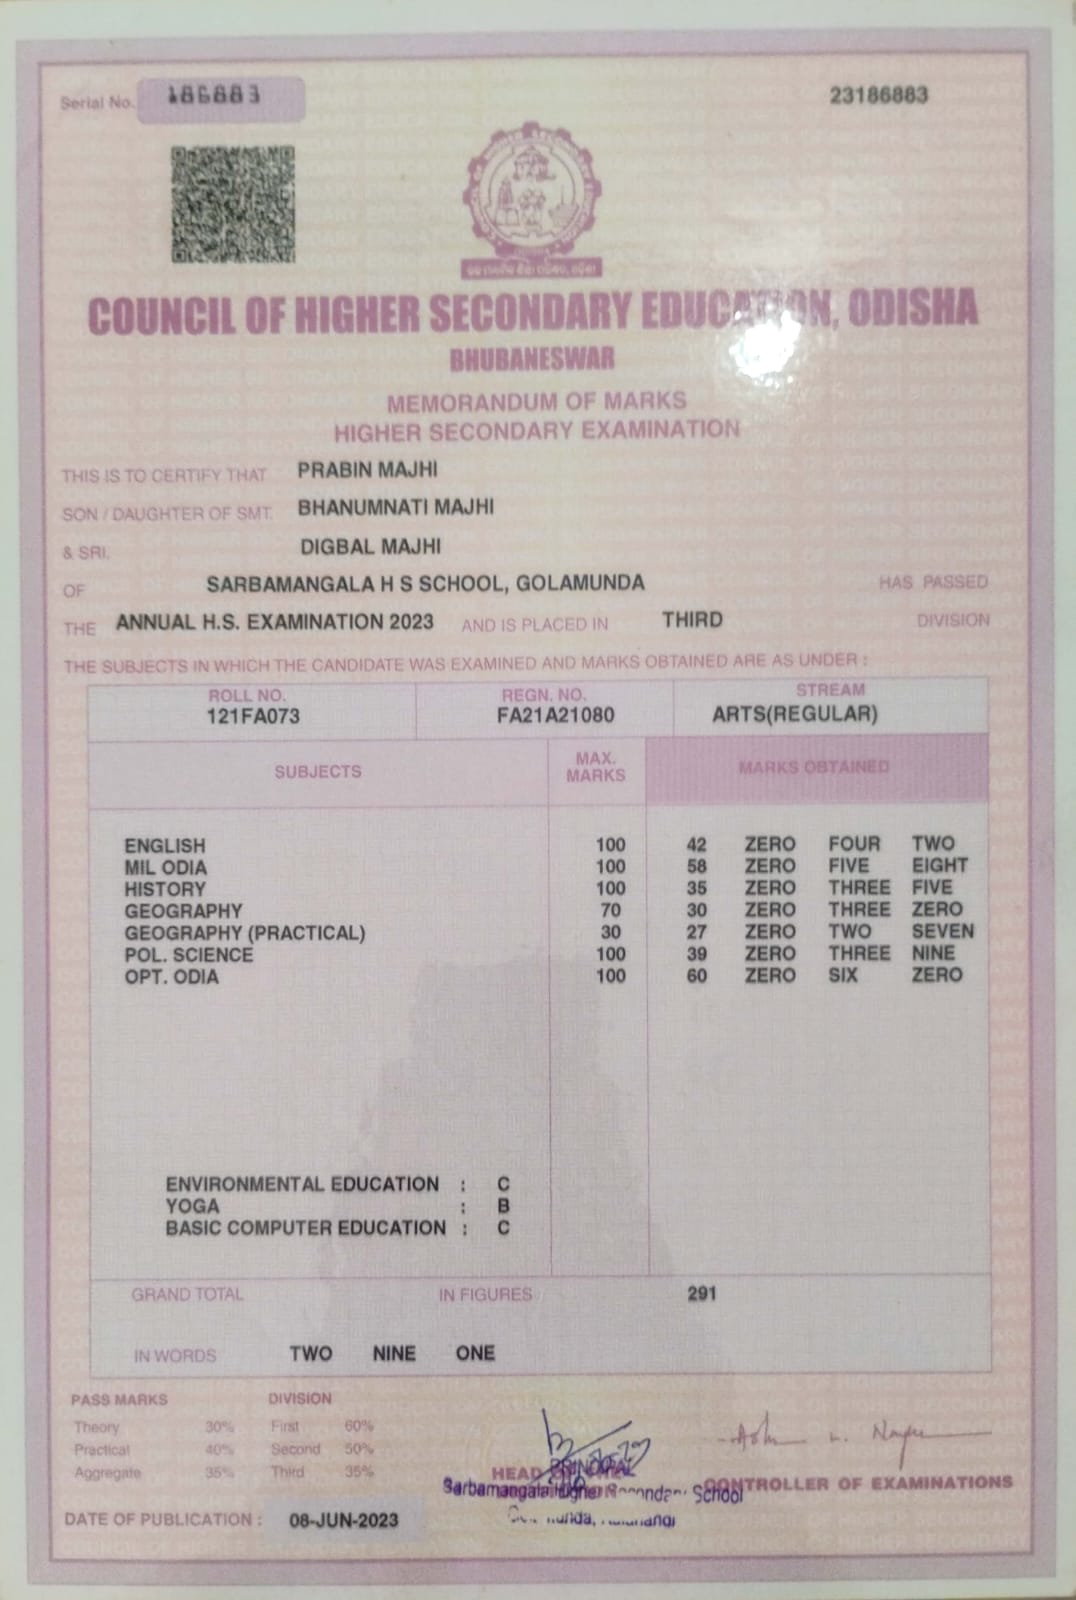 Serial No. 186883
23186883
COUNCIL OF HIGHER SECONDARY EDUCATION, ODISHA
BHUBANESWAR
MEMORANDUM OF MARKS
HIGHER SECONDARY EXAMINATION
THIS IS TO CERTIFY THAT PRABIN MAJHI
SON / DAUGHTER OF SMT. BHANUMNATI MAJHI
& SRI. DIGBAL MAJHI
OF SARBAMANGALA H S SCHOOL, GOLAMUNDA HAS PASSED
THE ANNUAL H.S. EXAMINATION 2023 AND IS PLACED IN THIRD DIVISION
THE SUBJECTS IN WHICH THE CANDIDATE WAS EXAMINED AND MARKS OBTAINED ARE AS UNDER :
ROLL NO. REGN. NO. STREAM
121FA073 FA21A21080 ARTS(REGULAR)
SUBJECTS MAX. MARKS MARKS OBTAINED
ENGLISH 100 42 ZERO FOUR TWO
MIL ODIA 100 58 ZERO FIVE EIGHT
HISTORY 100 35 ZERO THREE FIVE
GEOGRAPHY 70 30 ZERO THREE ZERO
GEOGRAPHY (PRACTICAL) 30 27 ZERO TWO SEVEN
POL. SCIENCE 100 39 ZERO THREE NINE
OPT. ODIA 100 60 ZERO SIX ZERO
ENVIRONMENTAL EDUCATION : C
YOGA : B
BASIC COMPUTER EDUCATION : C
GRAND TOTAL IN FIGURES 291
IN WORDS TWO NINE ONE
PASS MARKS DIVISION
Theory 30% First 60%
Practical 40% Second 50%
Aggregate 35% Third 35%
HEAD
PRINCIPAL
Sarbamangala Higher Secondary School
CONTROLLER OF EXAMINATIONS
DATE OF PUBLICATION : 08-JUN-2023